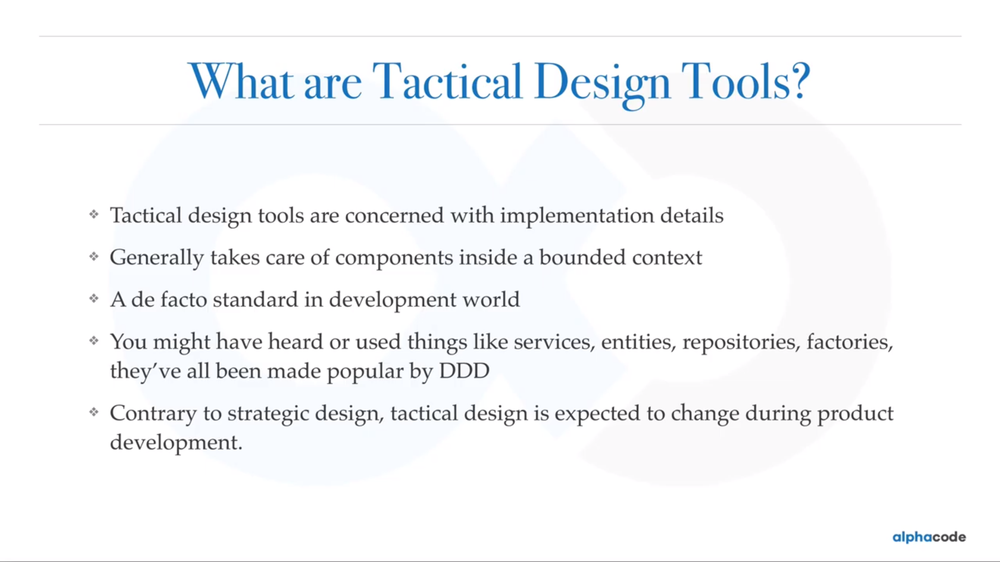 What are Tactical Design Tools?
❖ Tactical design tools are concerned with implementation details
❖ Generally takes care of components inside a bounded context
❖ A de facto standard in development world
❖ You might have heard or used things like services, entities, repositories, factories,
they’ve all been made popular by DDD
❖ Contrary to strategic design, tactical design is expected to change during product
development.
alphacode